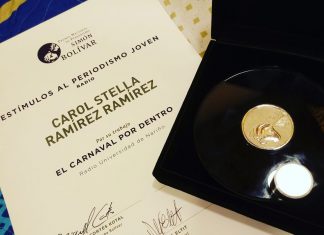 SIMÓN
BOLÍVAR
ESTÍMULOS AL PERIODISMO JOVEN
RADIO
CAROL STELLA
RAMÍREZ RAMÍREZ
Por su trabajo
EL CARNAVAL POR DENTRO
Radio Universidad de Nariño